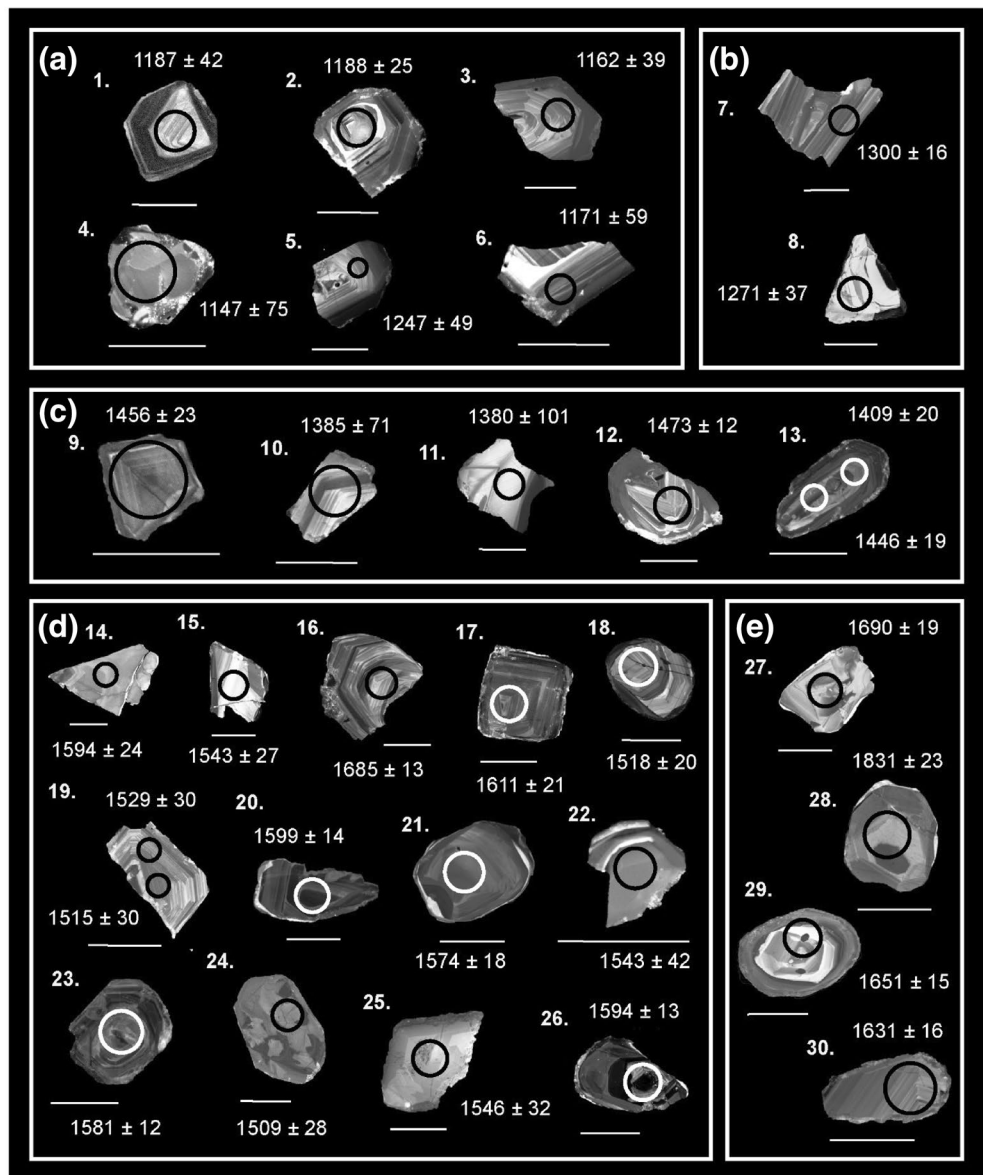 (a)
1187 ± 42
1.
1188 ± 25
2.
1162 ± 39
3.
4.
1147 ± 75
5.
1247 ± 49
1171 ± 59
6.
(b)
7.
1300 ± 16
8.
1271 ± 37
(c)
1456 ± 23
9.
1385 ± 71
10.
1380 ± 101
11.
1473 ± 12
12.
1409 ± 20
13.
1446 ± 19
(d)
14.
1594 ± 24
15.
1543 ± 27
16.
1685 ± 13
17.
1611 ± 21
18.
1518 ± 20
19.
1529 ± 30
1515 ± 30
20.
1599 ± 14
21.
1574 ± 18
22.
1543 ± 42
23.
1581 ± 12
24.
1509 ± 28
25.
1546 ± 32
26.
1594 ± 13
(e)
1690 ± 19
27.
1831 ± 23
28.
29.
1651 ± 15
1631 ± 16
30.